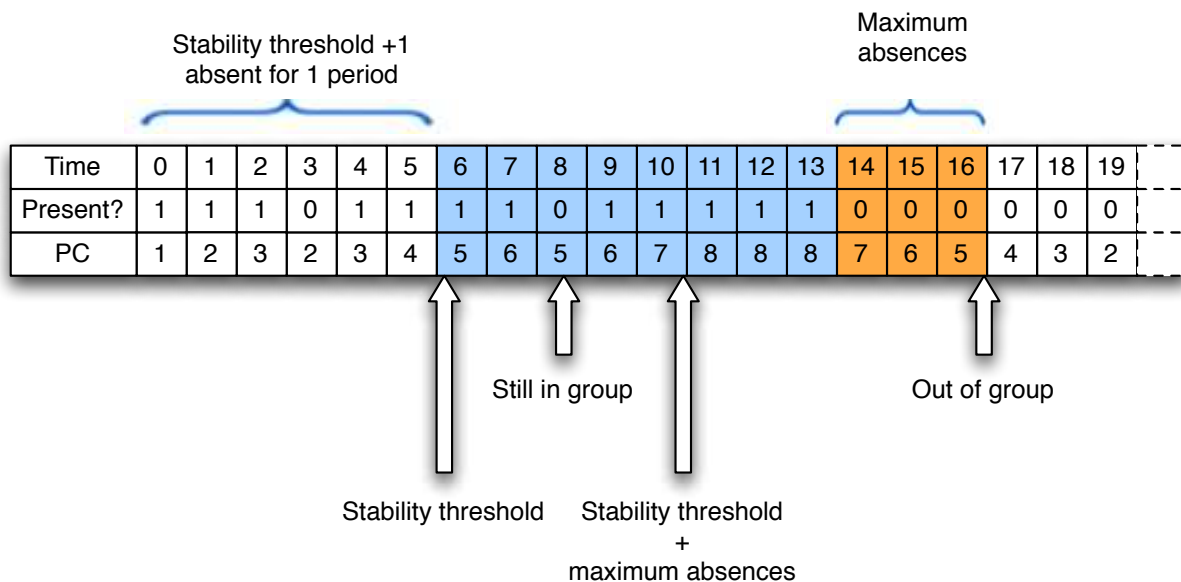 Stability threshold +1
absent for 1 period
Maximum
absences
Time 0 1 2 3 4 5 6 7 8 9 10 11 12 13 14 15 16 17 18 19
Present? 1 1 1 0 1 1 1 1 0 1 1 1 1 1 0 0 0 0 0 0
PC 1 2 3 2 3 4 5 6 5 6 7 8 8 8 7 6 5 4 3 2
Still in group
Out of group
Stability threshold
Stability threshold
+
maximum absences